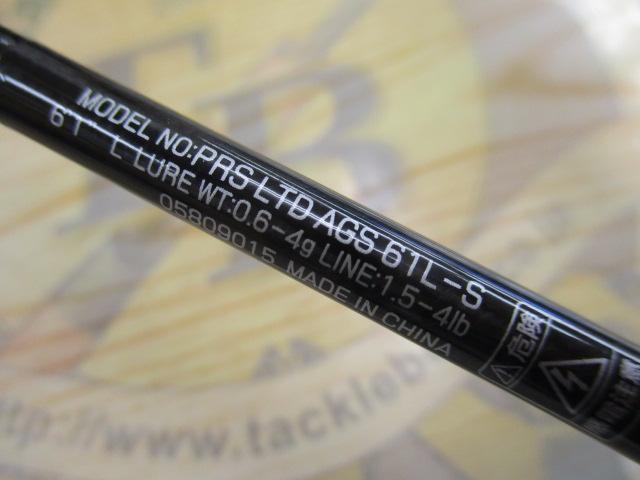 MODEL NO:PRS LTD AGS 61L-S
6'1" L LURE WT:0.6-4g LINE:1.5-4lb
05809015 MADE IN CHINA
危険
TB
http://www.tackleb